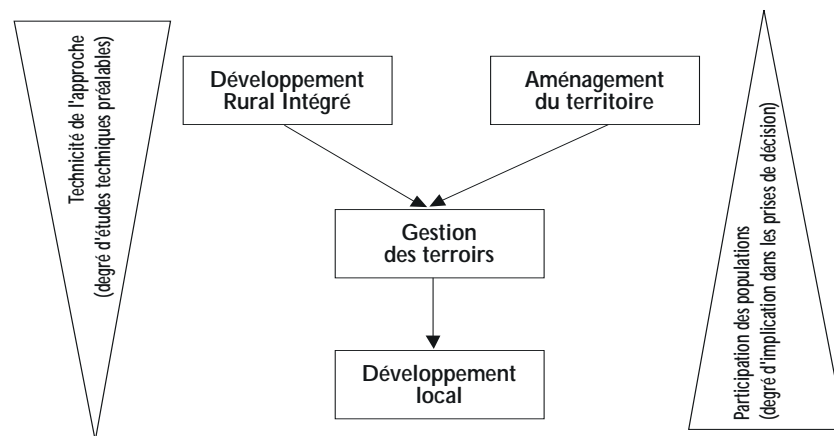 Technicité de l'approche
(degré d'études techniques préalables)
Développement
Rural Intégré
Aménagement
du territoire
Gestion
des terroirs
Développement
local
Participation des populations
(degré d'implication dans les prises de décision)